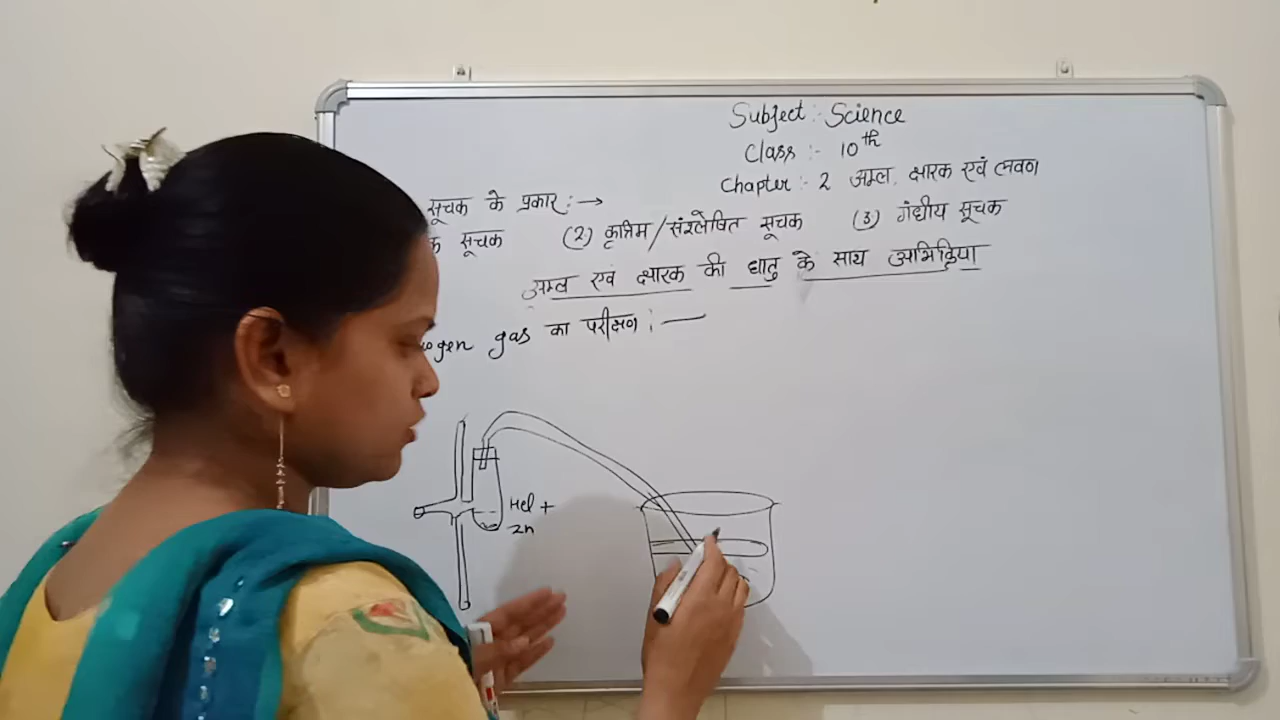 Subject :- Science
Class :- 10th
Chapter :- 2 अम्ल, क्षारक एवं लवण
सूचक के प्रकार :→
क सूचक (2) कृत्रिम/संश्लेषित सूचक (3) गंधीय सूचक
अम्ल एवं क्षारक की धातु के साथ अभिक्रिया
ogen gas का परीक्षण :—
Hcl +
Zn